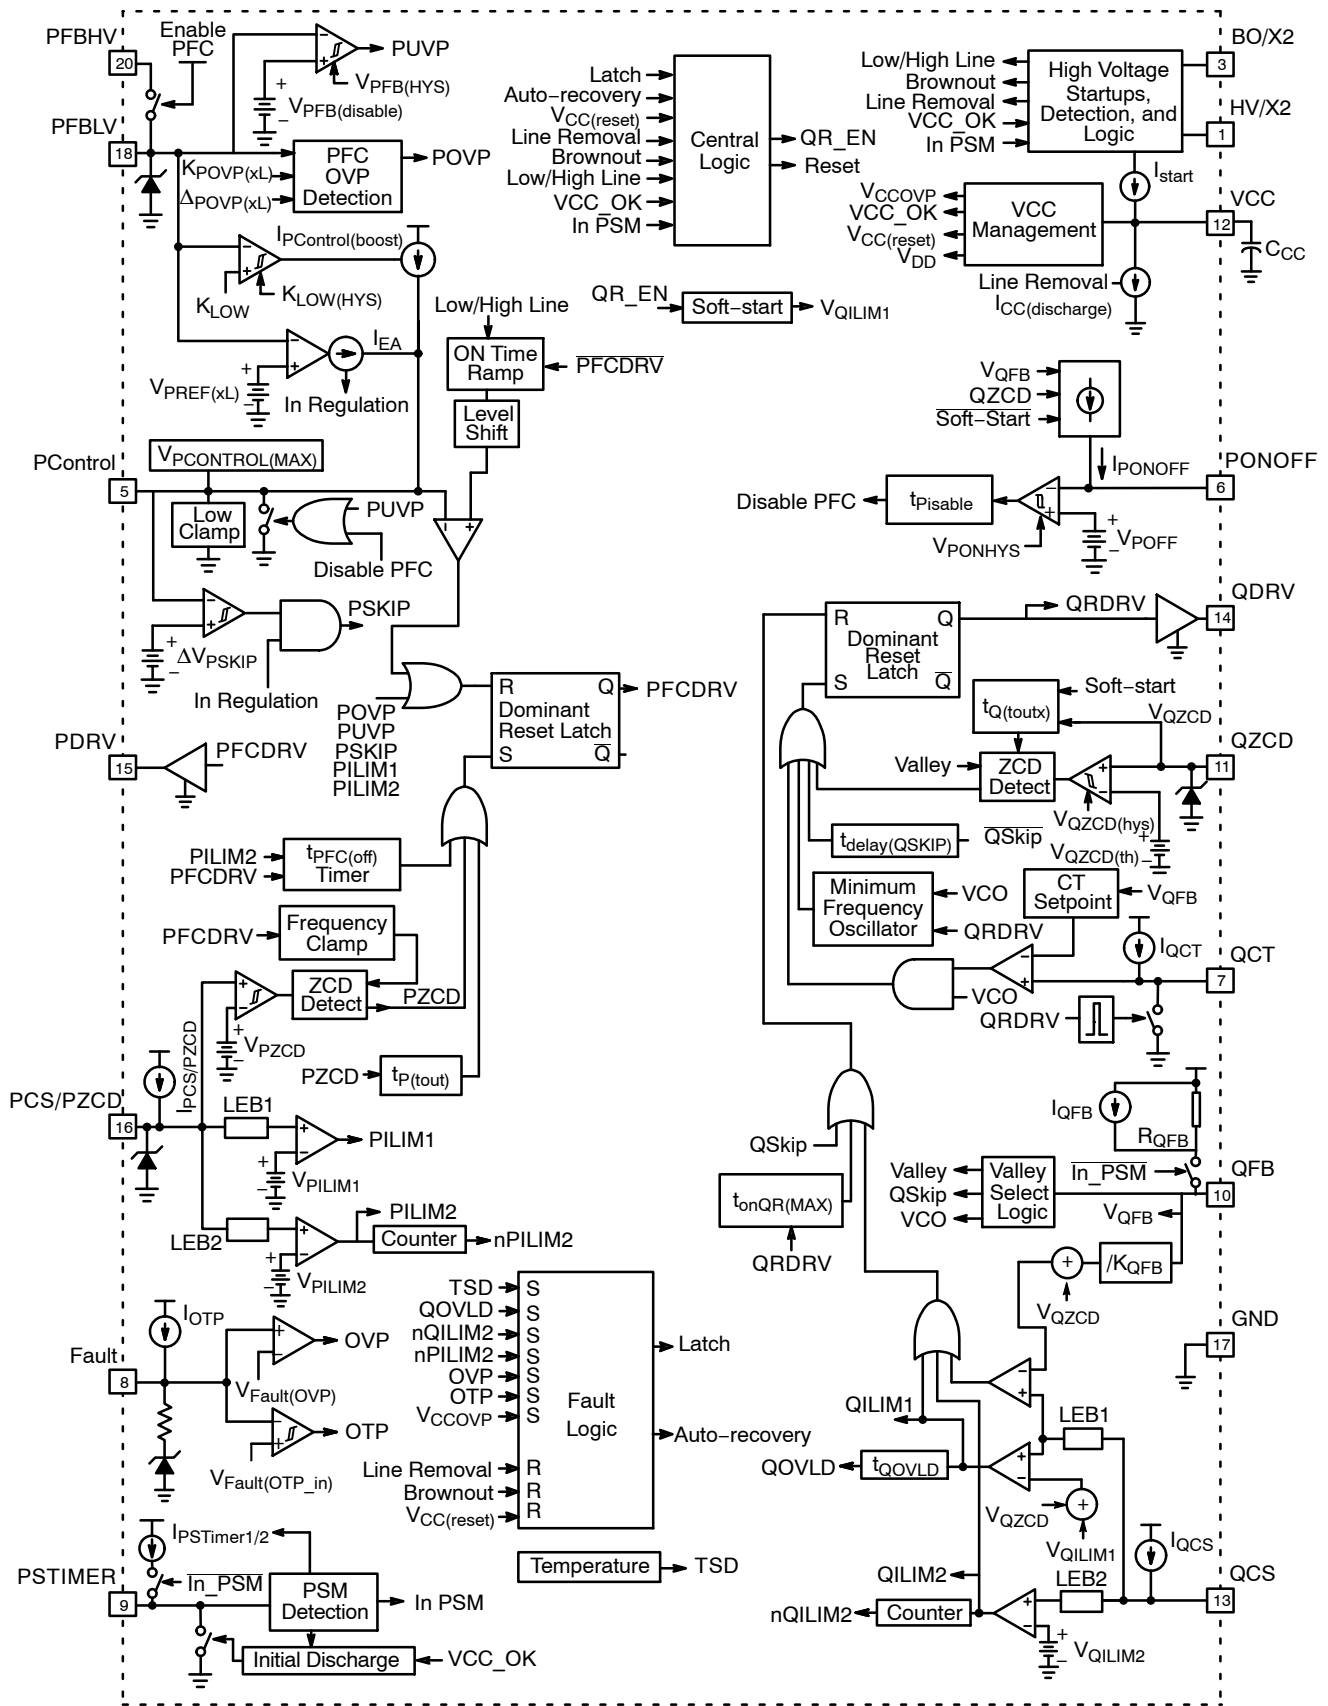 PFBHV
20
Enable
PFC
PUVP
VPFB(HYS)
+
−
VPFB(disable)
PFBLV
18
KPOVP(xL)
ΔPOVP(xL)
PFC
OVP
Detection
POVP
IPControl(boost)
KLOW
KLOW(HYS)
IEA
VPREF(xL)
In Regulation
Low/High Line
ON Time
Ramp
PFCDRV
Level
Shift
Latch
Auto−recovery
VCC(reset)
Line Removal
Brownout
Low/High Line
VCC_OK
In PSM
Central
Logic
QR_EN
Reset
QR_EN
Soft−start
VQILIM1
Low/High Line
Brownout
Line Removal
VCC_OK
In PSM
High Voltage
Startups,
Detection, and
Logic
BO/X2
3
HV/X2
1
Istart
VCCOVP
VCC_OK
VCC(reset)
VDD
VCC
Management
VCC
12
CCC
Line Removal
ICC(discharge)
VQFB
QZCD
Soft−Start
IPONOFF
PONOFF
6
Disable PFC
tPisable
VPONHYS
VPOFF
PControl
5
VPCONTROL(MAX)
Low
Clamp
PUVP
Disable PFC
PSKIP
ΔVPSKIP
In Regulation
POVP
PUVP
PSKIP
PILIM1
PILIM2
R
Q
Dominant
Reset Latch
S
Q
PFCDRV
PDRV
15
PFCDRV
PILIM2
PFCDRV
tPFC(off)
Timer
PFCDRV
Frequency
Clamp
ZCD
Detect
PZCD
VPZCD
PZCD
tP(tout)
IPCS/PZCD
PCS/PZCD
16
LEB1
PILIM1
VPILIM1
LEB2
PILIM2
Counter
nPILIM2
VPILIM2
R
Q
Dominant
Reset
Latch
S
Q
QRDRV
QDRV
14
tQ(toutx)
Soft−start
VQZCD
Valley
ZCD
Detect
QZCD
11
VQZCD(hys)
VQZCD(th)
tdelay(QSKIP)
QSkip
Minimum
Frequency
Oscillator
VCO
QRDRV
CT
Setpoint
VQFB
IQCT
QCT
7
VCO
QRDRV
IQFB
RQFB
QSkip
tonQR(MAX)
QRDRV
Valley
QSkip
VCO
Valley
Select
Logic
In_PSM
QFB
10
VQFB
/KQFB
+
VQZCD
GND
17
IOTP
Fault
8
OVP
VFault(OVP)
OTP
VFault(OTP_in)
TSD
QOVLD
nQILIM2
nPILIM2
OVP
OTP
VCCOVP
S
S
S
S
S
S
S
Line Removal
Brownout
VCC(reset)
R
R
R
Fault
Logic
Latch
Auto−recovery
Temperature
TSD
QILIM1
LEB1
QOVLD
tQOVLD
VQZCD
+
VQILIM1
QILIM2
LEB2
IQCS
QCS
13
nQILIM2
Counter
VQILIM2
IPSTimer1/2
PSTIMER
9
In_PSM
PSM
Detection
In PSM
Initial Discharge
VCC_OK